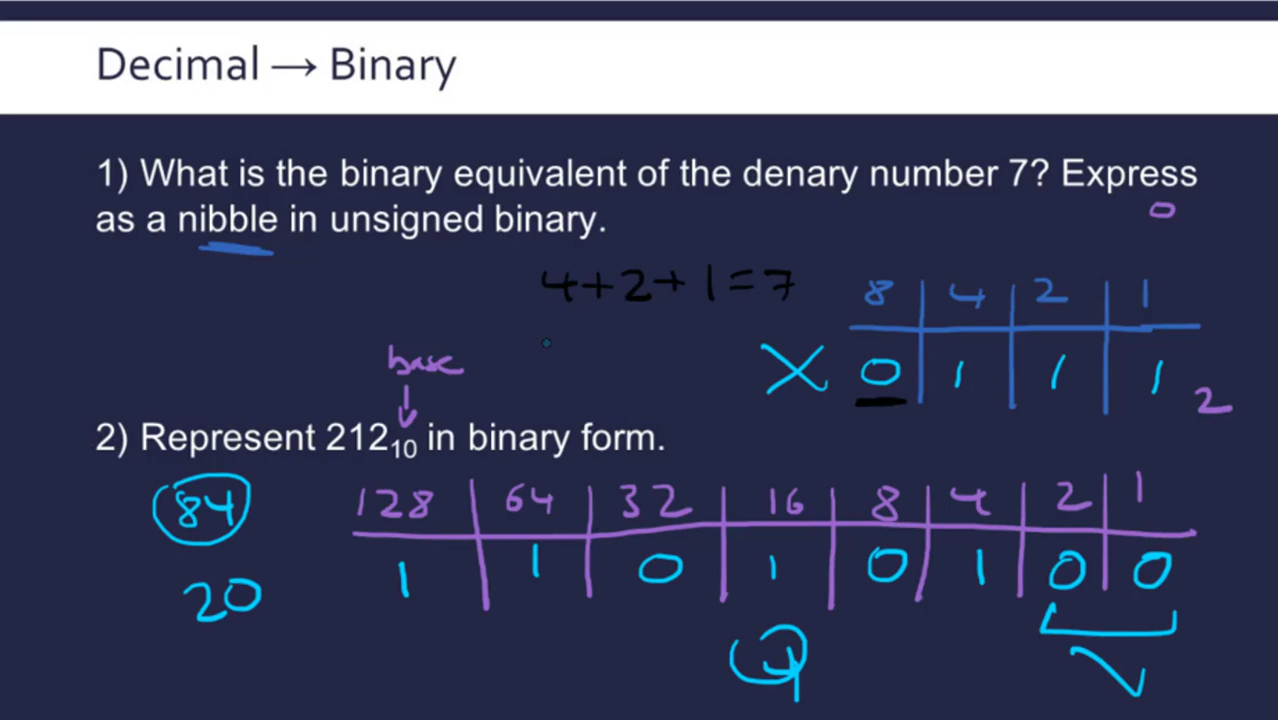 Decimal → Binary
1) What is the binary equivalent of the denary number 7? Express
as a nibble in unsigned binary.
0
4+2+1=7
8 4 2 1
X 0 1 1 1 2
base
2) Represent 212₁₀ in binary form.
84
128 64 32 16 8 4 2 1
1 1 0 1 0 1 0 0
20
4